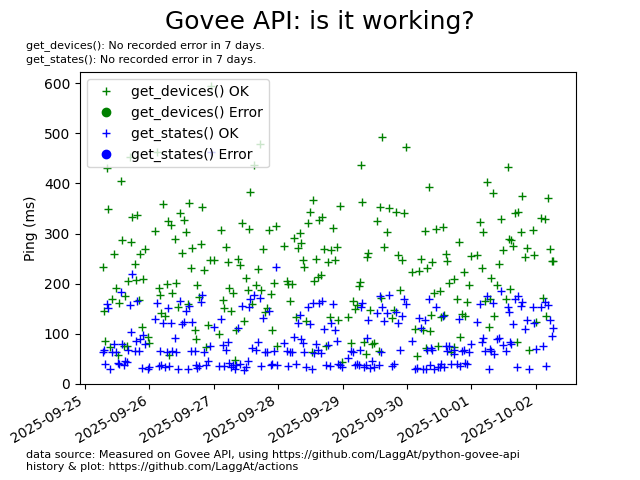 Govee API: is it working?
get_devices(): No recorded error in 7 days.
get_states(): No recorded error in 7 days.
get_devices() OK
get_devices() Error
get_states() OK
get_states() Error
Ping (ms)
600
500
400
300
200
100
0
2025-09-25
2025-09-26
2025-09-27
2025-09-28
2025-09-29
2025-09-30
2025-10-01
2025-10-02
data source: Measured on Govee API, using https://github.com/LaggAt/python-govee-api
history & plot: https://github.com/LaggAt/actions